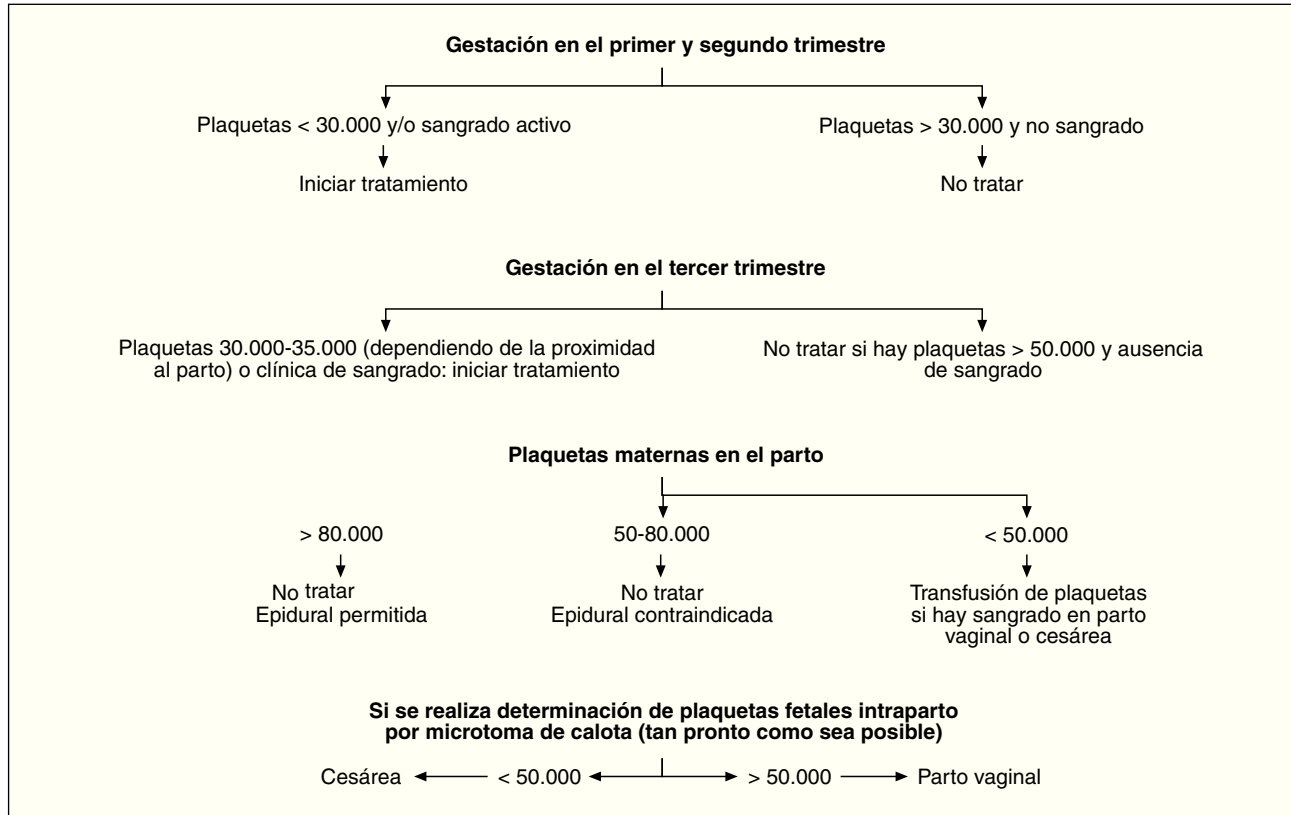 Gestación en el primer y segundo trimestre
Plaquetas < 30.000 y/o sangrado activo
Plaquetas > 30.000 y no sangrado
Iniciar tratamiento
No tratar
Gestación en el tercer trimestre
Plaquetas 30.000-35.000 (dependiendo de la proximidad
al parto) o clínica de sangrado: iniciar tratamiento
No tratar si hay plaquetas > 50.000 y ausencia
de sangrado
Plaquetas maternas en el parto
> 80.000
50-80.000
< 50.000
No tratar
Epidural permitida
No tratar
Epidural contraindicada
Transfusión de plaquetas
si hay sangrado en parto
vaginal o cesárea
Si se realiza determinación de plaquetas fetales intraparto
por microtoma de calota (tan pronto como sea posible)
Cesárea
< 50.000
> 50.000
Parto vaginal